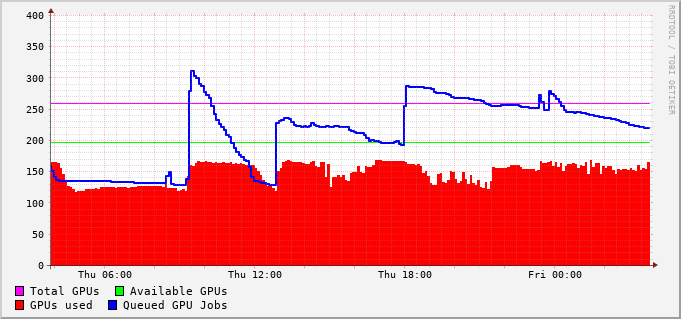 400
350
300
250
200
150
100
50
0
Thu 06:00 Thu 12:00 Thu 18:00 Fri 00:00
Total GPUs Available GPUs
GPUs used Queued GPU Jobs
RRDTOOL / TOBI OETIKER